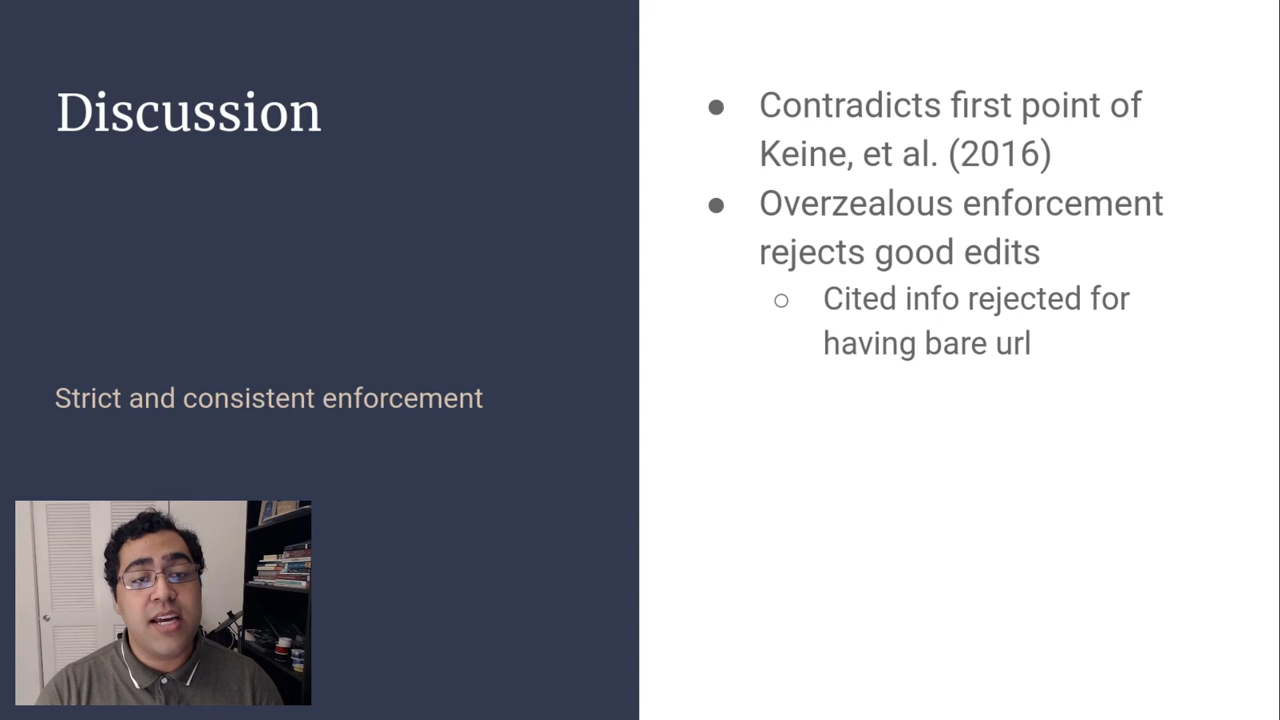 Discussion
Strict and consistent enforcement
● Contradicts first point of
Keine, et al. (2016)
● Overzealous enforcement
rejects good edits
○ Cited info rejected for
having bare url